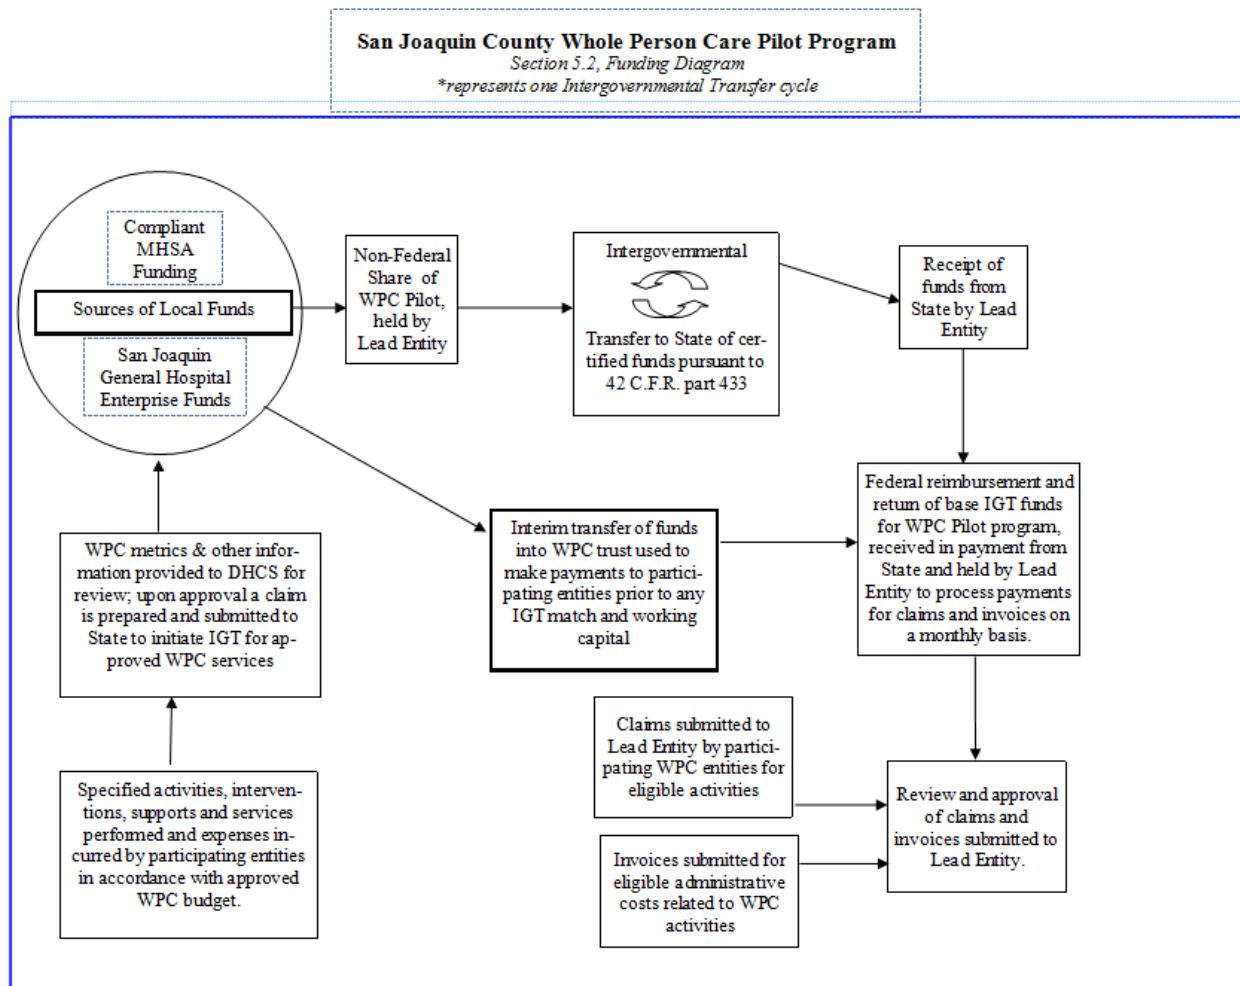 San Joaquin County Whole Person Care Pilot Program
Section 5.2, Funding Diagram
*represents one Intergovernmental Transfer cycle
Compliant
MHSA
Funding
Sources of Local Funds
San Joaquin
General Hospital
Enterprise Funds
Non-Federal
Share of
WPC Pilot,
held by
Lead Entity
Intergovernmental
Transfer to State of cer-
tified funds pursuant to
42 C.F.R. part 433
Receipt of
funds from
State by Lead
Entity
WPC metrics & other infor-
mation provided to DHCS for
review; upon approval a claim
is prepared and submitted to
State to initiate IGT for ap-
proved WPC services
Interim transfer of funds
into WPC trust used to
make payments to partici-
pating entities prior to any
IGT match and working
capital
Federal reimbursement and
return of base IGT funds
for WPC Pilot program,
received in payment from
State and held by Lead
Entity to process payments
for claims and invoices on
a monthly basis.
Specified activities, interven-
tions, supports and services
performed and expenses in-
curred by participating entities
in accordance with approved
WPC budget.
Claims submitted to
Lead Entity by partici-
pating WPC entities for
eligible activities
Invoices submitted for
eligible administrative
costs related to WPC
activities
Review and approval
of claims and
invoices submitted to
Lead Entity.